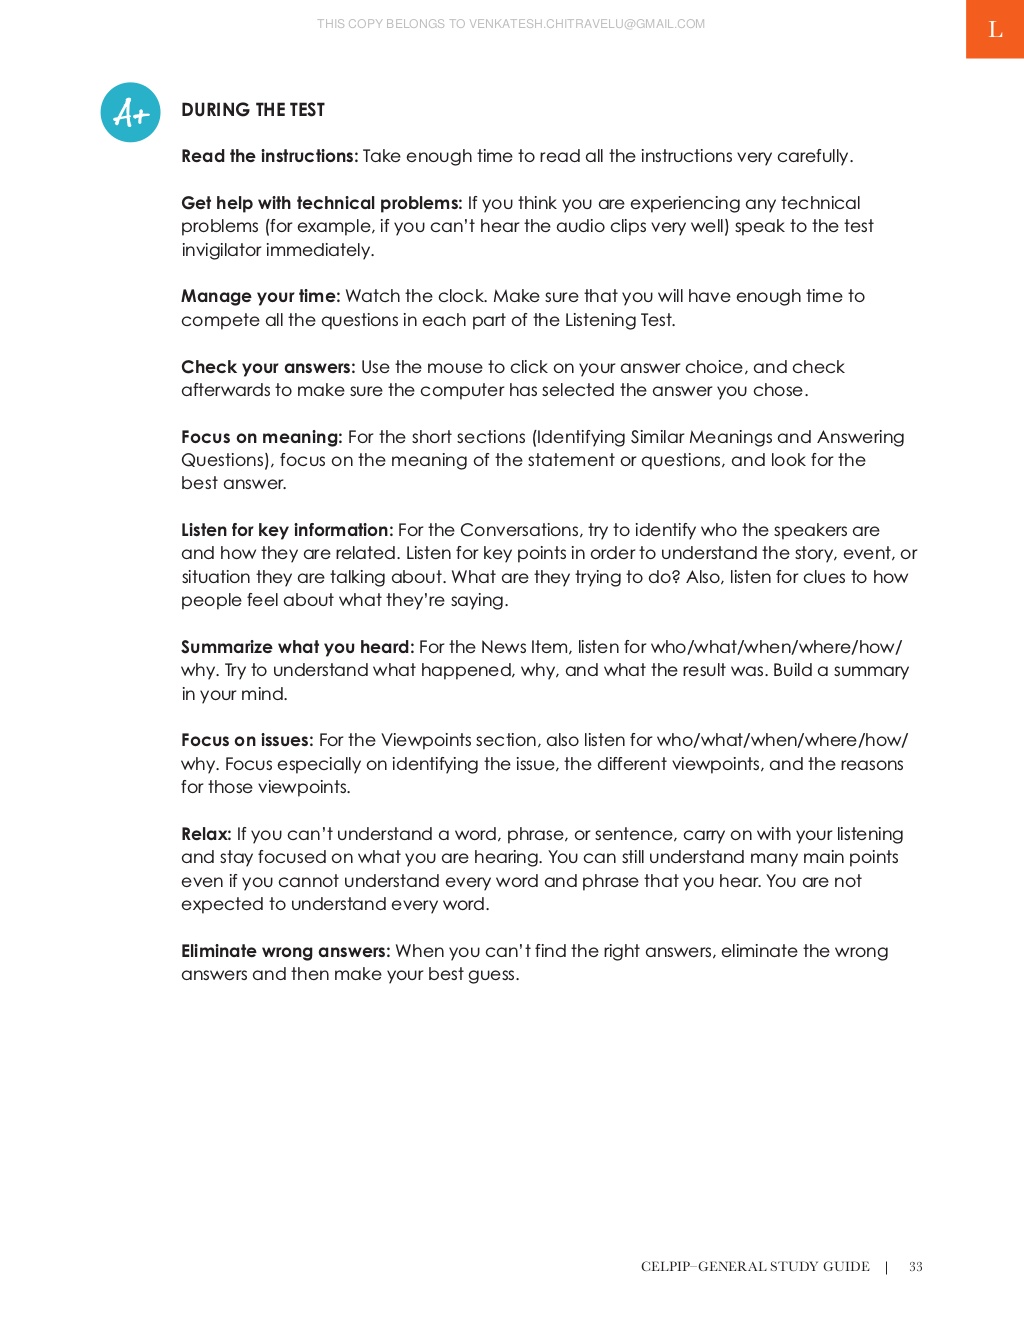 THIS COPY BELONGS TO VENKATESH.CHITRAVELU@GMAIL.COM
L
A+
DURING THE TEST
Read the instructions: Take enough time to read all the instructions very carefully.
Get help with technical problems: If you think you are experiencing any technical
problems (for example, if you can't hear the audio clips very well) speak to the test
invigilator immediately.
Manage your time: Watch the clock. Make sure that you will have enough time to
compete all the questions in each part of the Listening Test.
Check your answers: Use the mouse to click on your answer choice, and check
afterwards to make sure the computer has selected the answer you chose.
Focus on meaning: For the short sections (Identifying Similar Meanings and Answering
Questions), focus on the meaning of the statement or questions, and look for the
best answer.
Listen for key information: For the Conversations, try to identify who the speakers are
and how they are related. Listen for key points in order to understand the story, event, or
situation they are talking about. What are they trying to do? Also, listen for clues to how
people feel about what they're saying.
Summarize what you heard: For the News Item, listen for who/what/when/where/how/
why. Try to understand what happened, why, and what the result was. Build a summary
in your mind.
Focus on issues: For the Viewpoints section, also listen for who/what/when/where/how/
why. Focus especially on identifying the issue, the different viewpoints, and the reasons
for those viewpoints.
Relax: If you can't understand a word, phrase, or sentence, carry on with your listening
and stay focused on what you are hearing. You can still understand many main points
even if you cannot understand every word and phrase that you hear. You are not
expected to understand every word.
Eliminate wrong answers: When you can't find the right answers, eliminate the wrong
answers and then make your best guess.
CELPIP–GENERAL STUDY GUIDE | 33